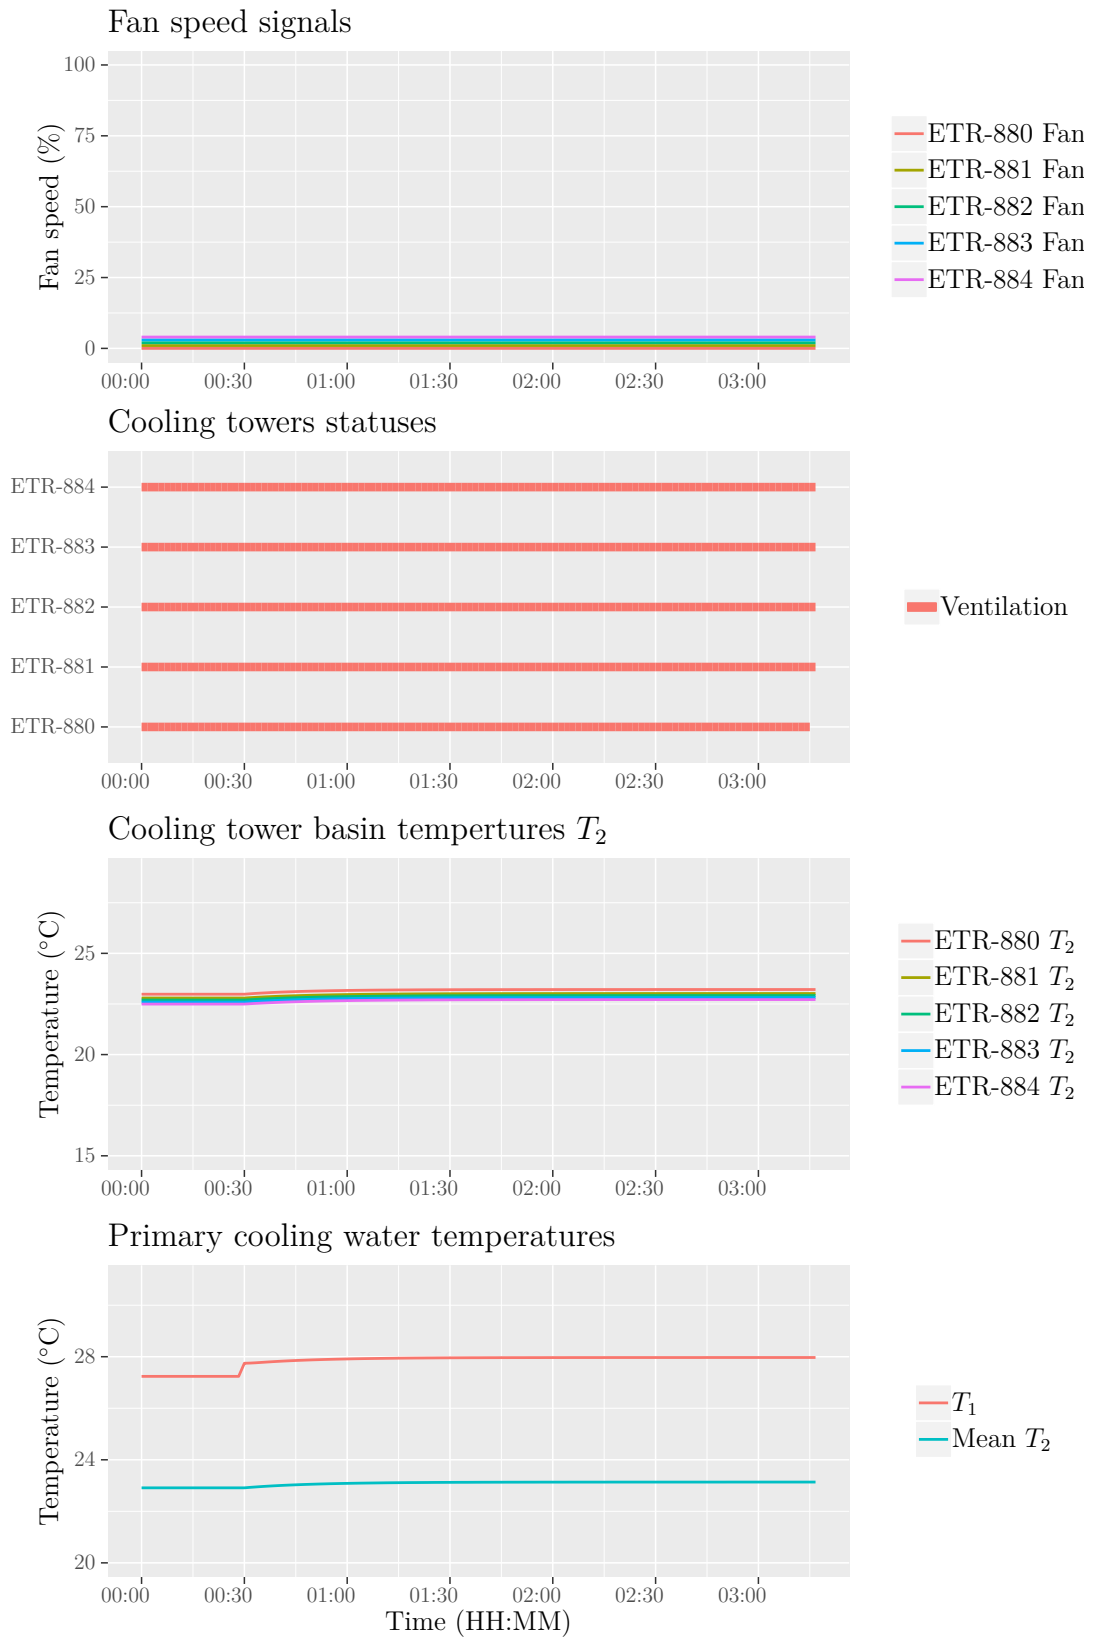 Fan speed signals
Fan speed (%)
100
75
50
25
0
00:00 00:30 01:00 01:30 02:00 02:30 03:00
ETR-880 Fan
ETR-881 Fan
ETR-882 Fan
ETR-883 Fan
ETR-884 Fan
Cooling towers statuses
ETR-884
ETR-883
ETR-882
ETR-881
ETR-880
00:00 00:30 01:00 01:30 02:00 02:30 03:00
Ventilation
Cooling tower basin tempertures T₂
Temperature (°C)
25
20
15
00:00 00:30 01:00 01:30 02:00 02:30 03:00
ETR-880 T₂
ETR-881 T₂
ETR-882 T₂
ETR-883 T₂
ETR-884 T₂
Primary cooling water temperatures
Temperature (°C)
28
24
20
00:00 00:30 01:00 01:30 02:00 02:30 03:00
Time (HH:MM)
T₁
Mean T₂